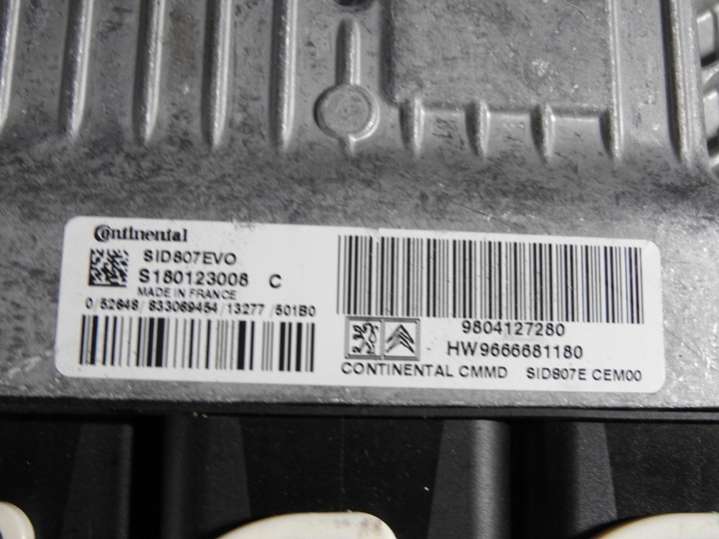 Continental
SID807EVO
S180123008 C
MADE IN FRANCE
0/52648/833069454/13277/501B0
9804127280
HW9666681180
CONTINENTAL CMMD SID807E CEM00